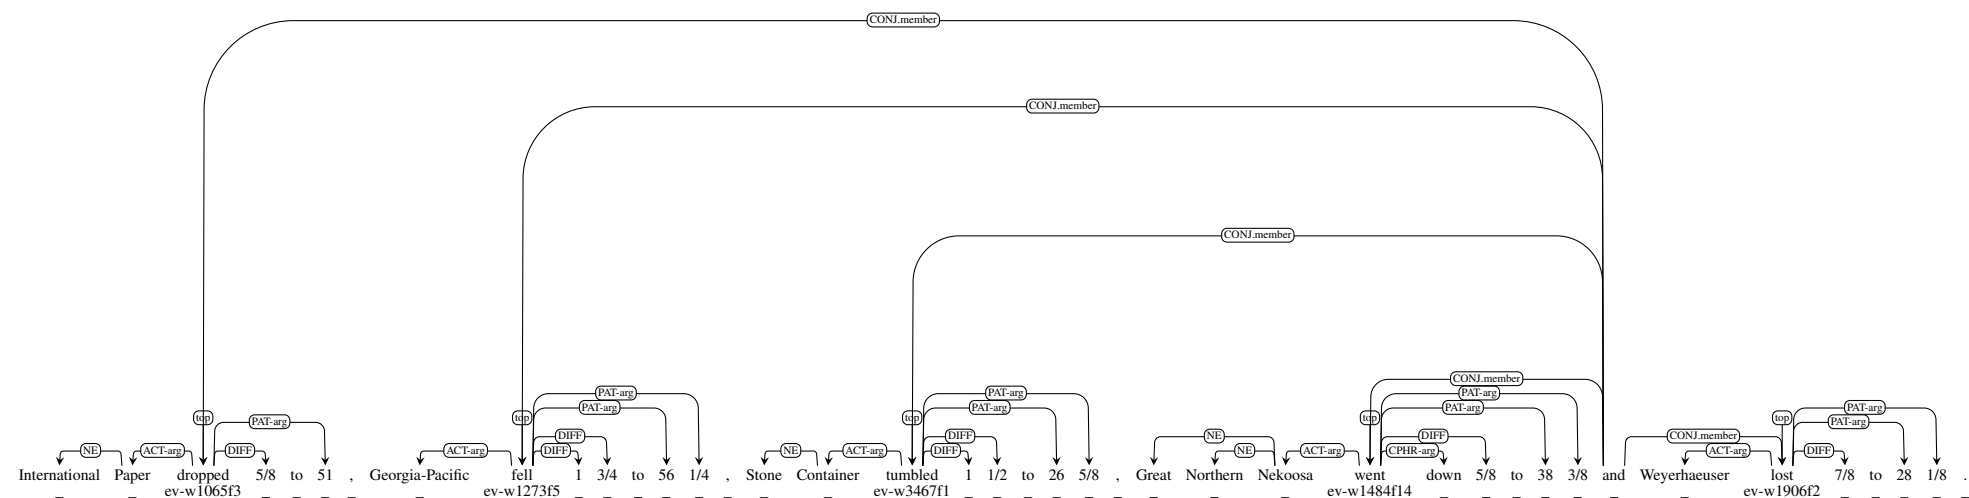 CONJ.member
CONJ.member
CONJ.member
CONJ.member
PAT-arg PAT-arg PAT-arg
PAT-arg PAT-arg PAT-arg PAT-arg
top PAT-arg top top top top PAT-arg
DIFF DIFF DIFF CONJ.member
NE ACT-arg DIFF ACT-arg DIFF NE ACT-arg DIFF NE NE ACT-arg CPHR-arg ACT-arg DIFF
International Paper dropped 5/8 to 51 , Georgia-Pacific fell 1 3/4 to 56 1/4 , Stone Container tumbled 1 1/2 to 26 5/8 , Great Northern Nekoosa went down 5/8 to 38 3/8 and Weyerhaeuser lost 7/8 to 28 1/8 .
_ _ ev-w1065f3 _ _ _ _ _ ev-w1273f5 _ _ _ _ _ _ _ _ ev-w3467f1 _ _ _ _ _ _ _ _ _ ev-w1484f14 _ _ _ _ _ _ _ ev-w1906f2 _ _ _ _ _